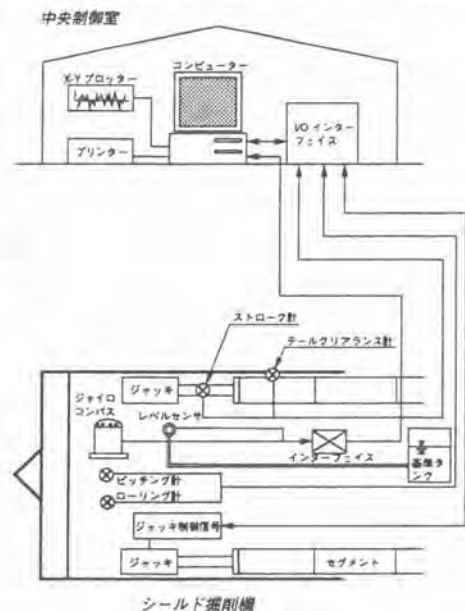 中央制御室
コンピューター
X-Yプロッター
プリンター
I/Oインター
フェイス
ストローク計
テールクリアランス計
ジャッキ
ジャイロ
コンパス
レベルセンサ
インターフェイス
基準タ
ンク
ピッチング計
ローリング計
ジャッキ制御信号
ジャッキ
セグメント
シールド掘削機